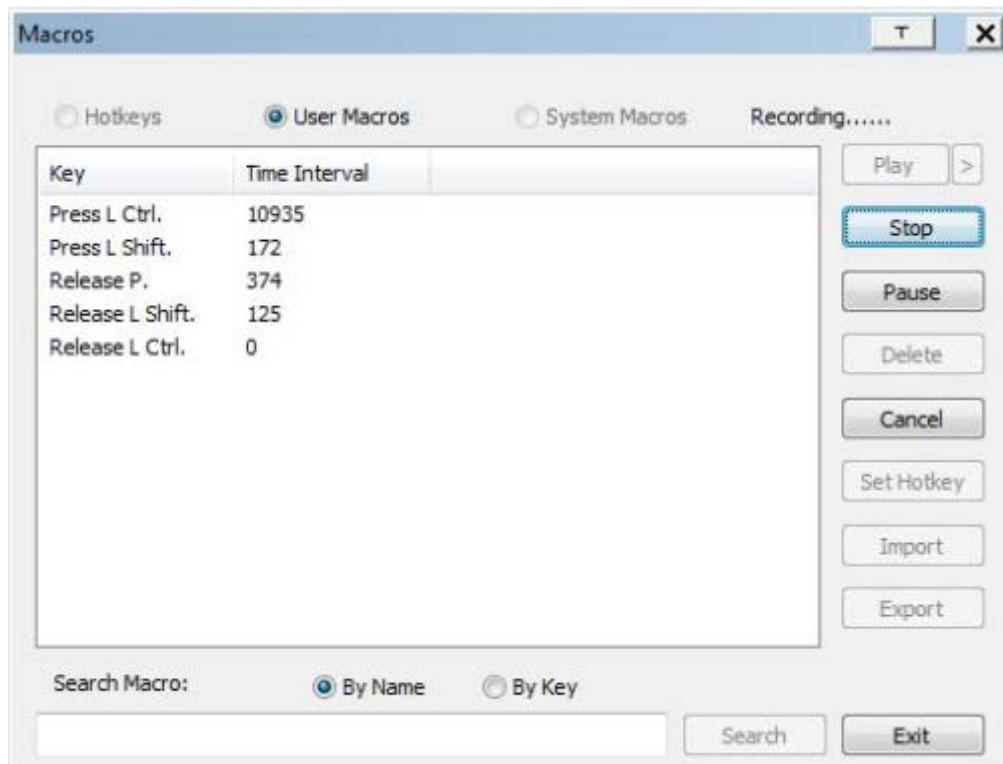 Macros
Hotkeys User Macros System Macros Recording......
Key Time Interval Play >
Press L Ctrl. 10935
Press L Shift. 172 Stop
Release P. 374
Release L Shift. 125 Pause
Release L Ctrl. 0 Delete
Cancel
Set Hotkey
Import
Export
Search Macro: By Name By Key
Search Exit